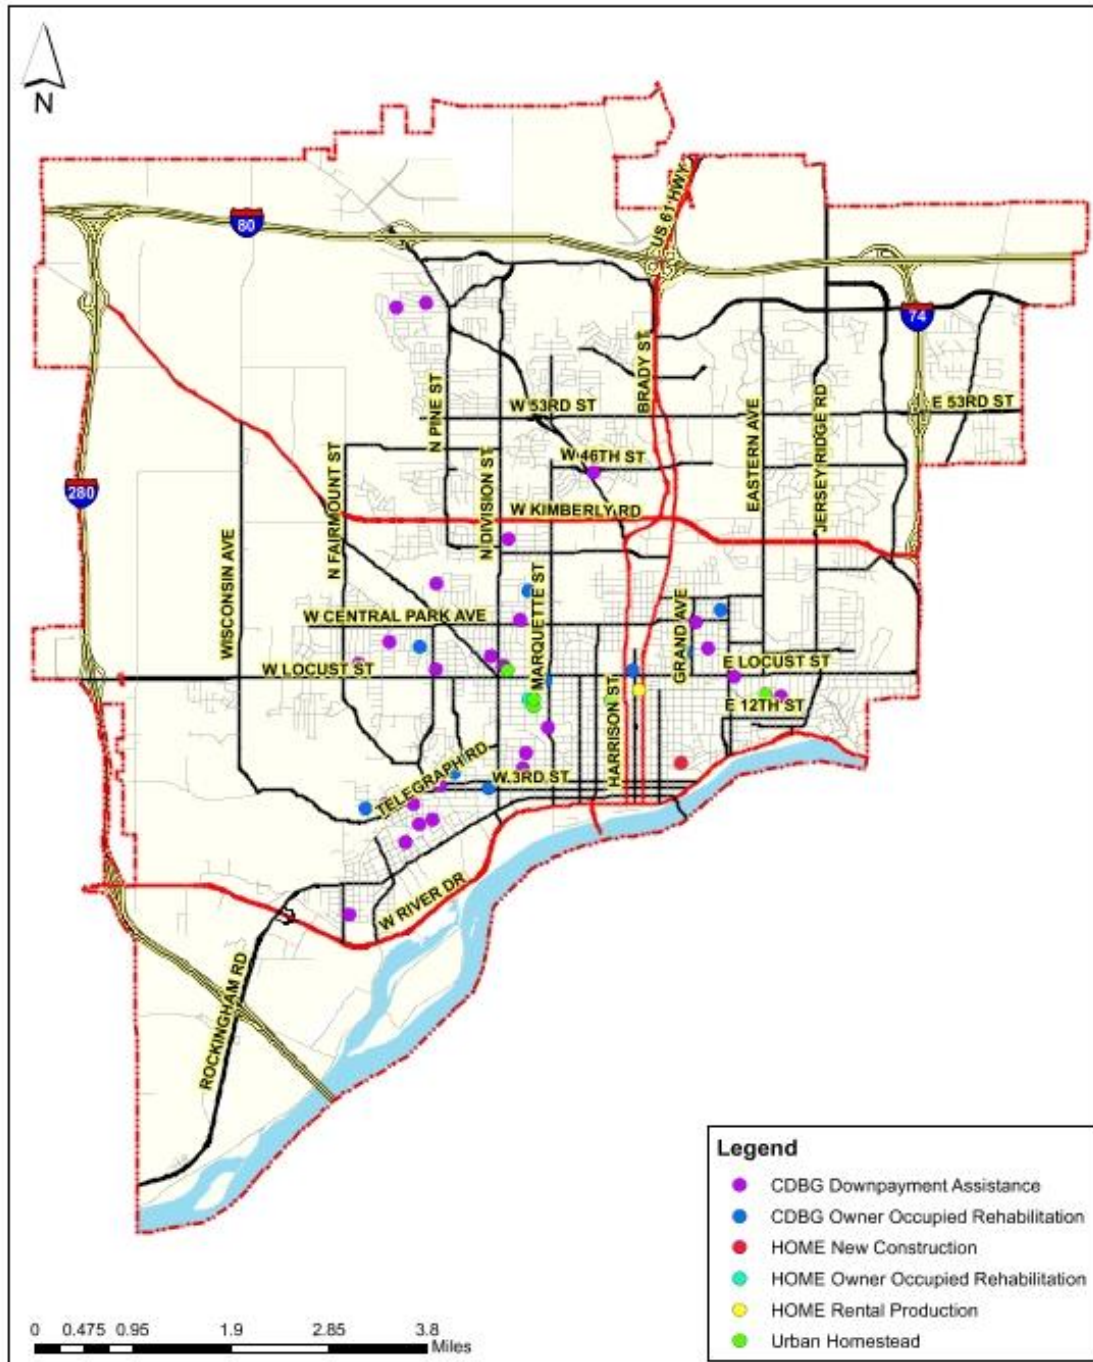 N
80
US 61 HWY
74
N PINE ST
BRADY ST
W 53RD ST
E 53RD ST
EASTERN AVE
JERSEY RIDGE RD
W 46TH ST
280
N FAIRMOUNT ST
N DIVISION ST
W KIMBERLY RD
WISCONSIN AVE
MARQUETTE ST
W CENTRAL PARK AVE
GRAND AVE
W LOCUST ST
E LOCUST ST
HARRISON ST
E 12TH ST
TELEGRAPH RD
W 3RD ST
W RIVER DR
ROCKINGHAM RD
Legend
CDBG Downpayment Assistance
CDBG Owner Occupied Rehabilitation
HOME New Construction
HOME Owner Occupied Rehabilitation
HOME Rental Production
Urban Homestead
0 0.475 0.95 1.9 2.85 3.8
Miles